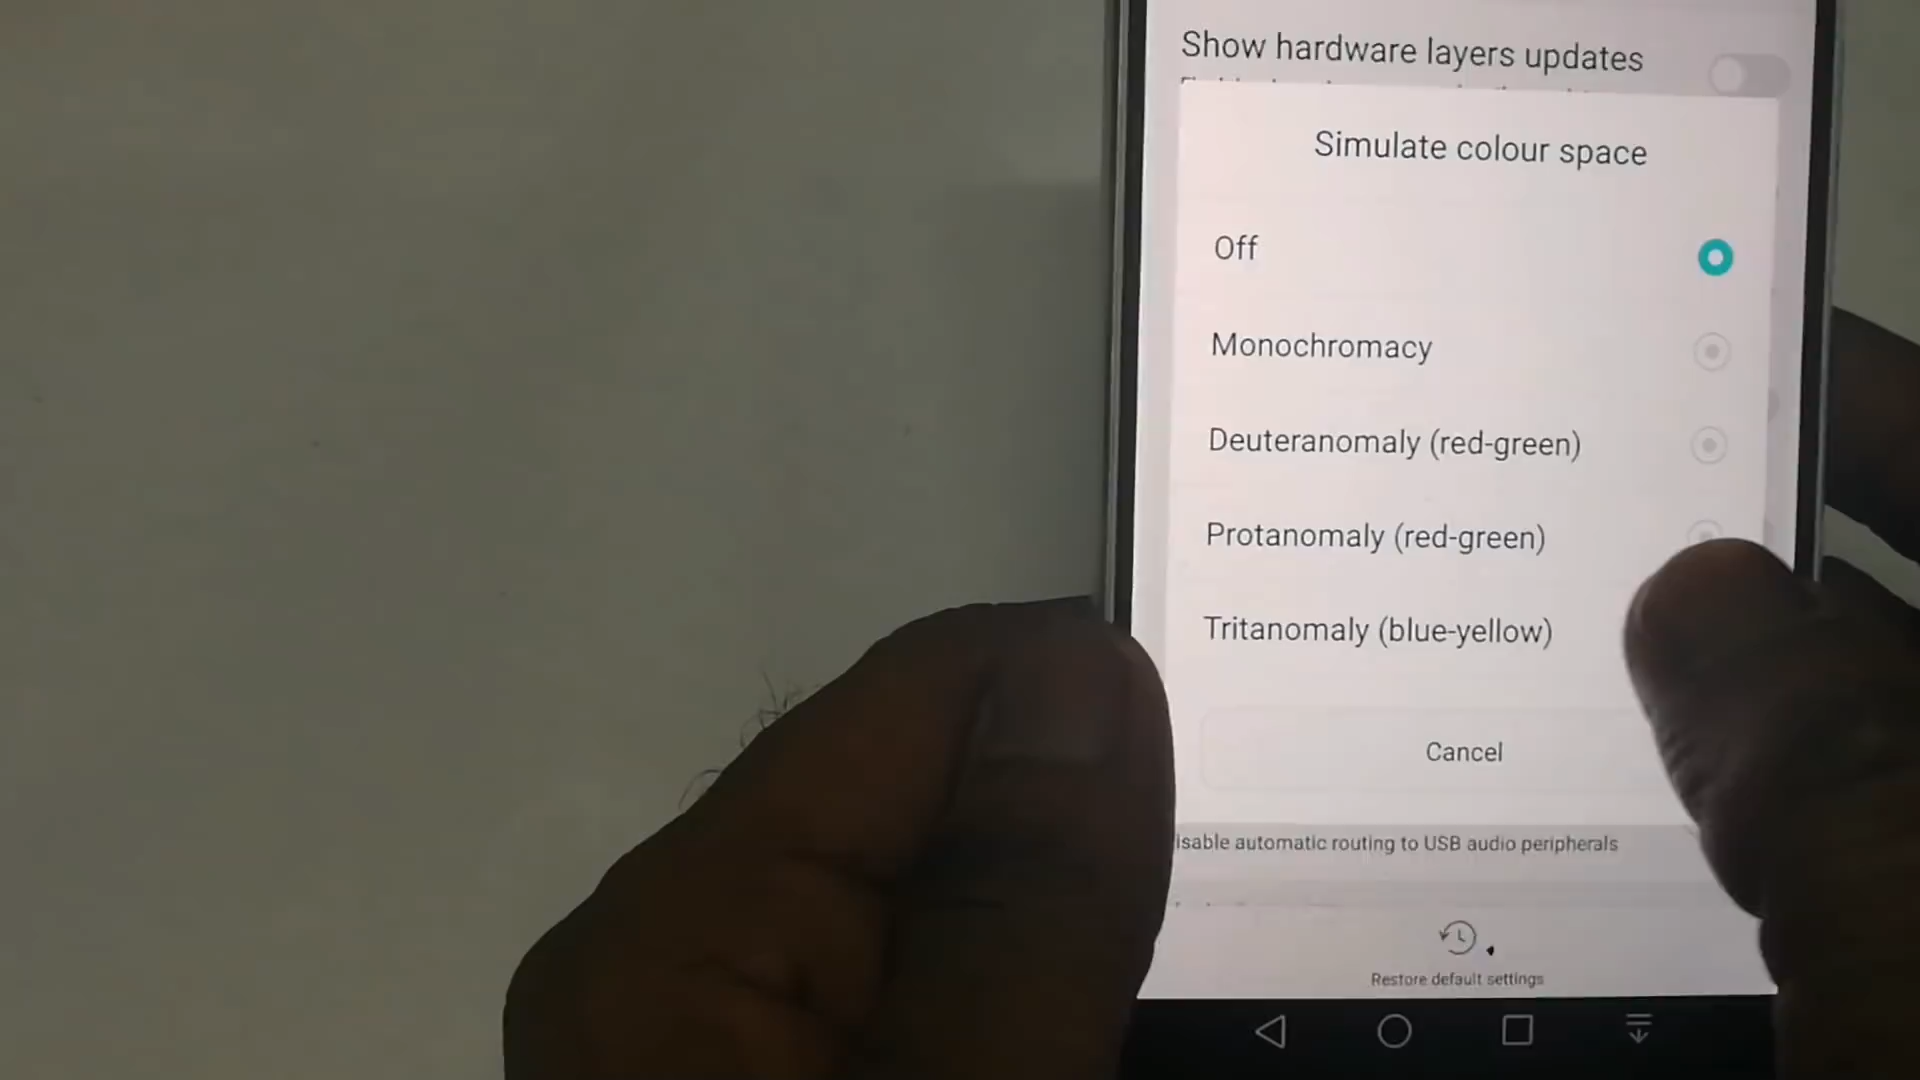 Show hardware layers updates
Simulate colour space
Off
Monochromacy
Deuteranomaly (red-green)
Protanomaly (red-green)
Tritanomaly (blue-yellow)
Cancel
isable automatic routing to USB audio peripherals
Restore default settings